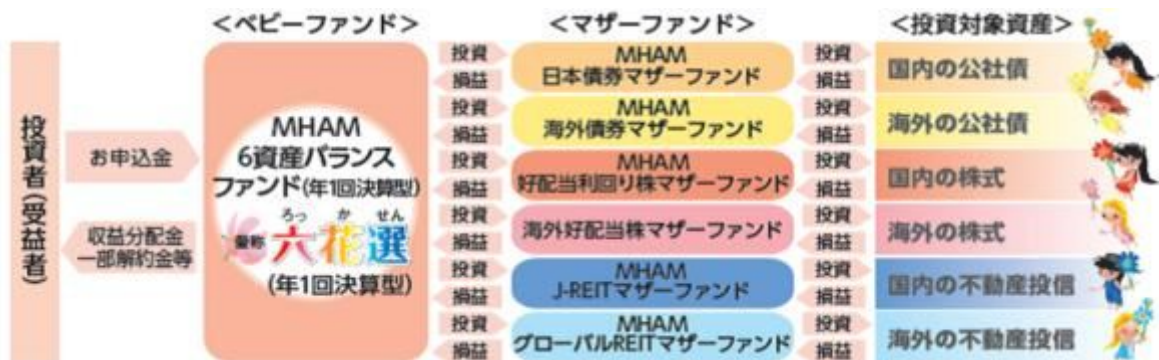 <ベビーファンド>
<マザーファンド>
<投資対象資産>
投資者(受益者)
お申込金
収益分配金
一部解約金等
MHAM
6資産バランス
ファンド(年1回決算型)
愛称 六花選
ろっ か せん
(年1回決算型)
投資
損益
MHAM
日本債券マザーファンド
投資
損益
国内の公社債
投資
損益
MHAM
海外債券マザーファンド
投資
損益
海外の公社債
投資
損益
MHAM
好配当利回り株マザーファンド
投資
損益
国内の株式
投資
損益
海外好配当株マザーファンド
投資
損益
海外の株式
投資
損益
MHAM
J-REITマザーファンド
投資
損益
国内の不動産投信
投資
損益
MHAM
グローバルREITマザーファンド
投資
損益
海外の不動産投信